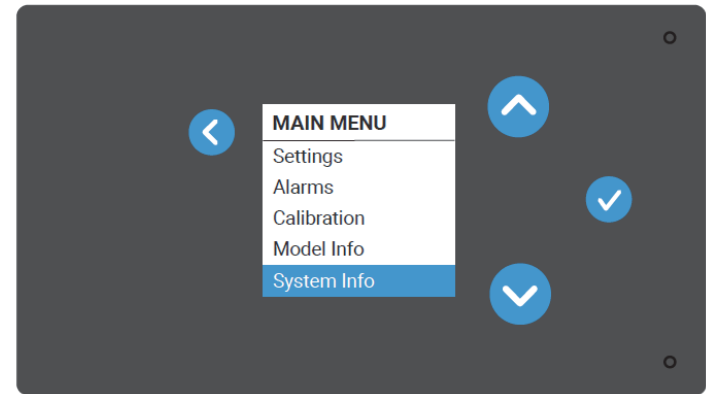 MAIN MENU
Settings
Alarms
Calibration
Model Info
System Info